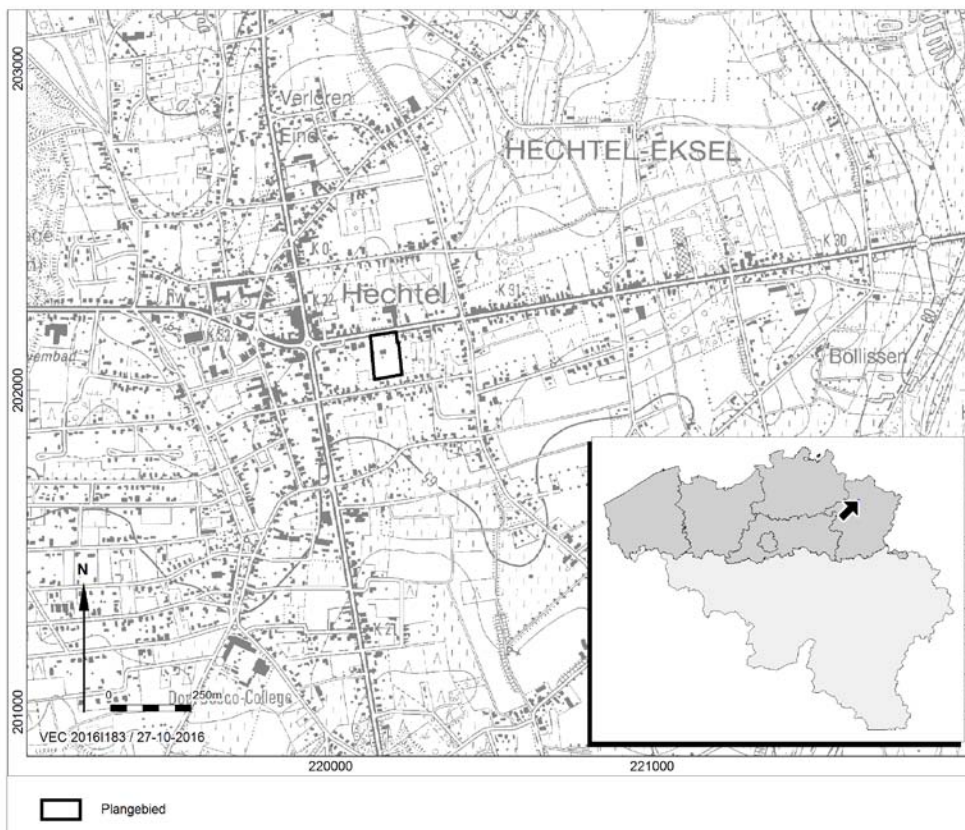 203000
Verloren
Eind
HECHTEL-EKSEL
K 30
K 0
Hechtel
K 31
K 22
Bollissen
202000
N
K 21
0
250m
Don Bosco-College
201000
VEC 2016I183 / 27-10-2016
220000
221000
Plangebied